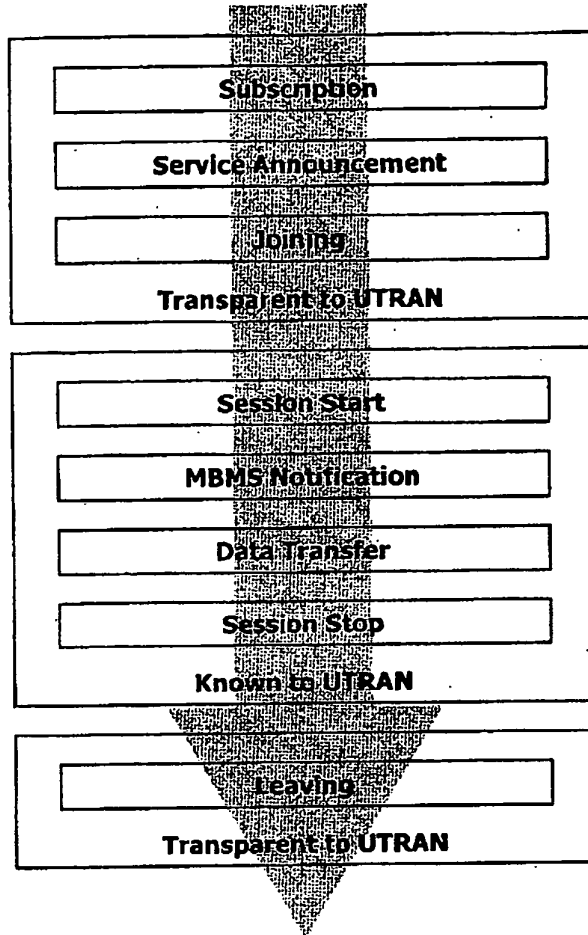 Subscription
Service Announcement
Joining
Transparent to UTRAN
Session Start
MBMS Notification
Data Transfer
Session Stop
Known to UTRAN
Leaving
Transparent to UTRAN